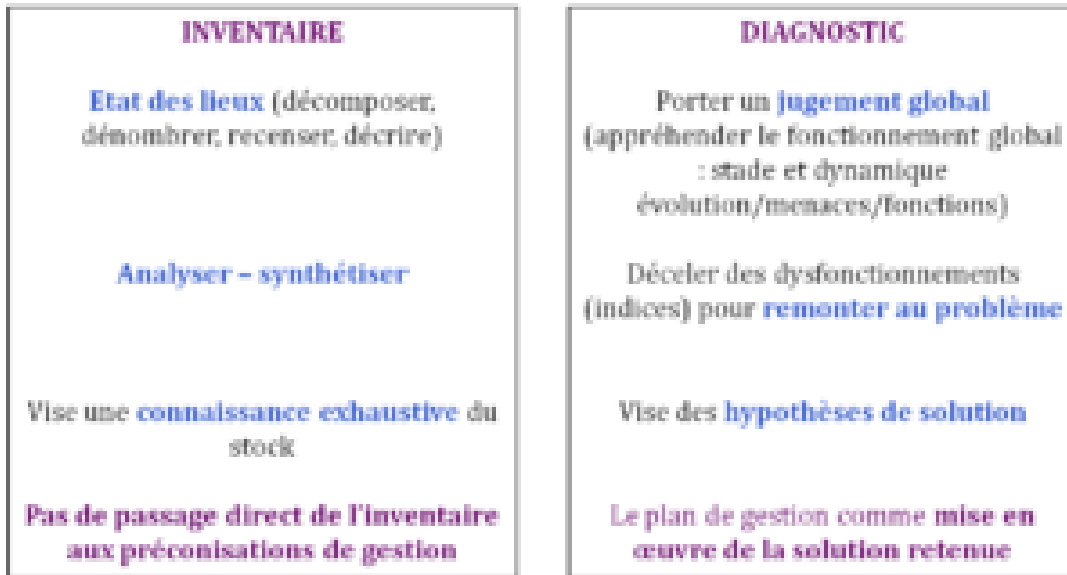 INVENTAIRE
Etat des lieux (décomposer,
dénombrer, recenser, décrire)
Analyser – synthétiser
Vise une connaissance exhaustive du
stock
Pas de passage direct de l'inventaire
aux préconisations de gestion
DIAGNOSTIC
Porter un jugement global
(appréhender le fonctionnement global
: stade et dynamique
évolution/menaces/fonctions)
Déceler des dysfonctionnements
(indices) pour remonter au problème
Vise des hypothèses de solution
Le plan de gestion comme mise en
œuvre de la solution retenue